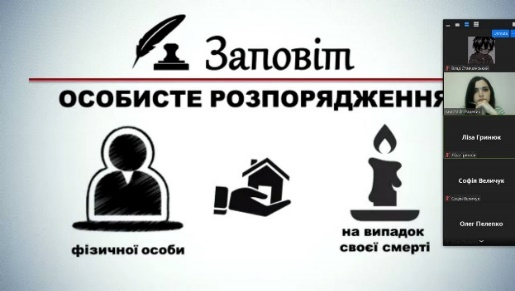 Заповіт
ОСОБИСТЕ РОЗПОРЯДЖЕННЯ
фізичної особи
на випадок
своєї смерті
Ліза Гринюк
Софія Величук
Олег Пелепко